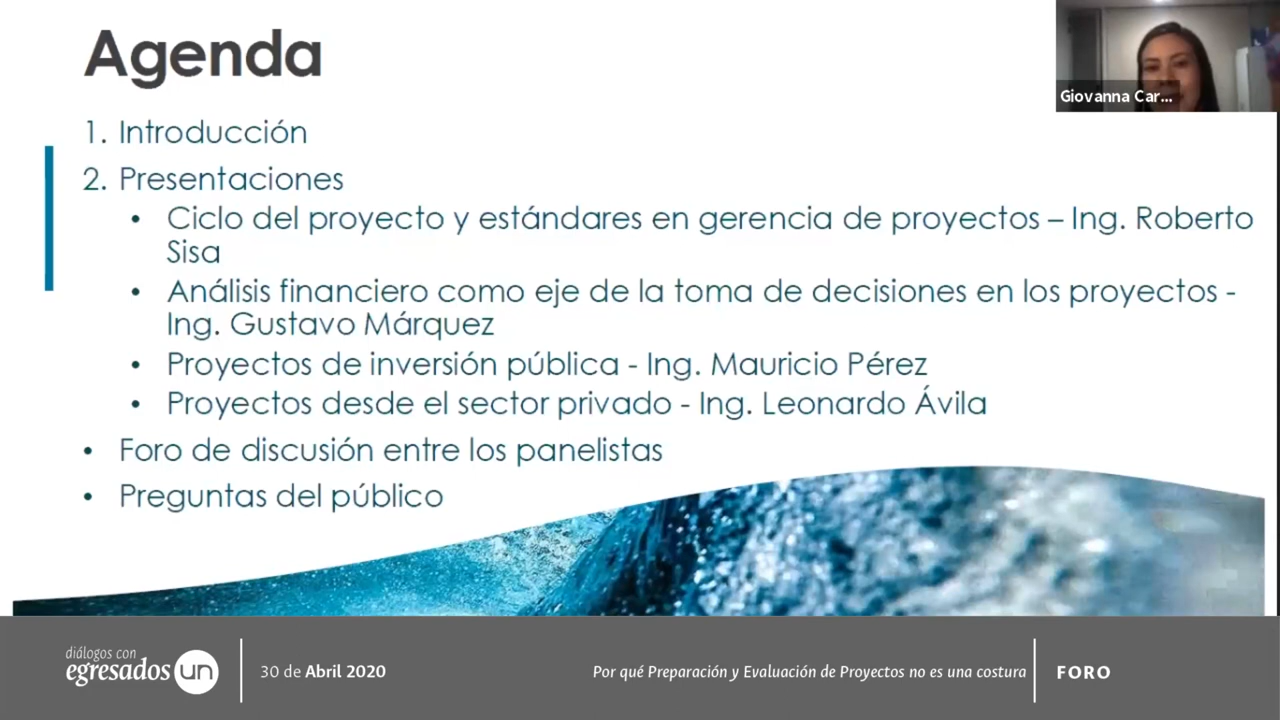 Agenda
Giovanna Car...
1. Introducción
2. Presentaciones
• Ciclo del proyecto y estándares en gerencia de proyectos – Ing. Roberto
Sisa
• Análisis financiero como eje de la toma de decisiones en los proyectos -
Ing. Gustavo Márquez
• Proyectos de inversión pública - Ing. Mauricio Pérez
• Proyectos desde el sector privado - Ing. Leonardo Ávila
• Foro de discusión entre los panelistas
• Preguntas del público
diálogos con
egresados un
30 de Abril 2020
Por qué Preparación y Evaluación de Proyectos no es una costura
FORO